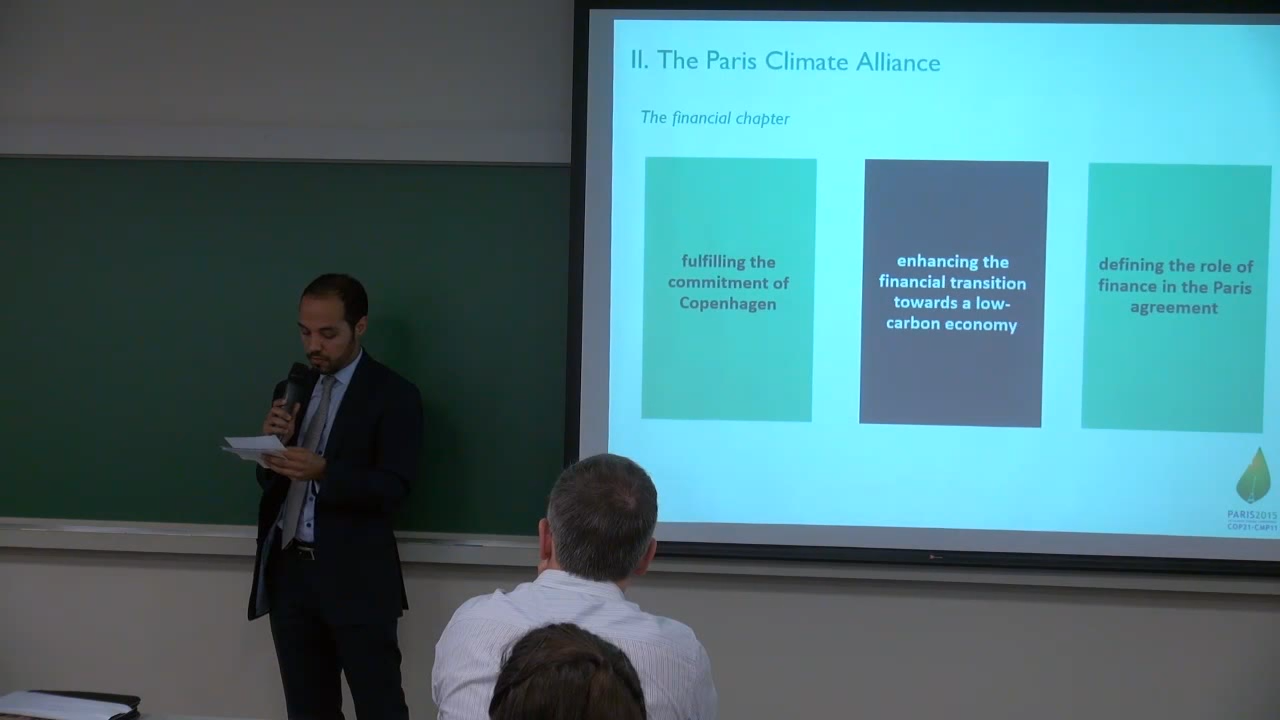 II. The Paris Climate Alliance
The financial chapter
fulfilling the
commitment of
Copenhagen
enhancing the
financial transition
towards a low-
carbon economy
defining the role of
finance in the Paris
agreement
PARIS2015
COP21·CMP11